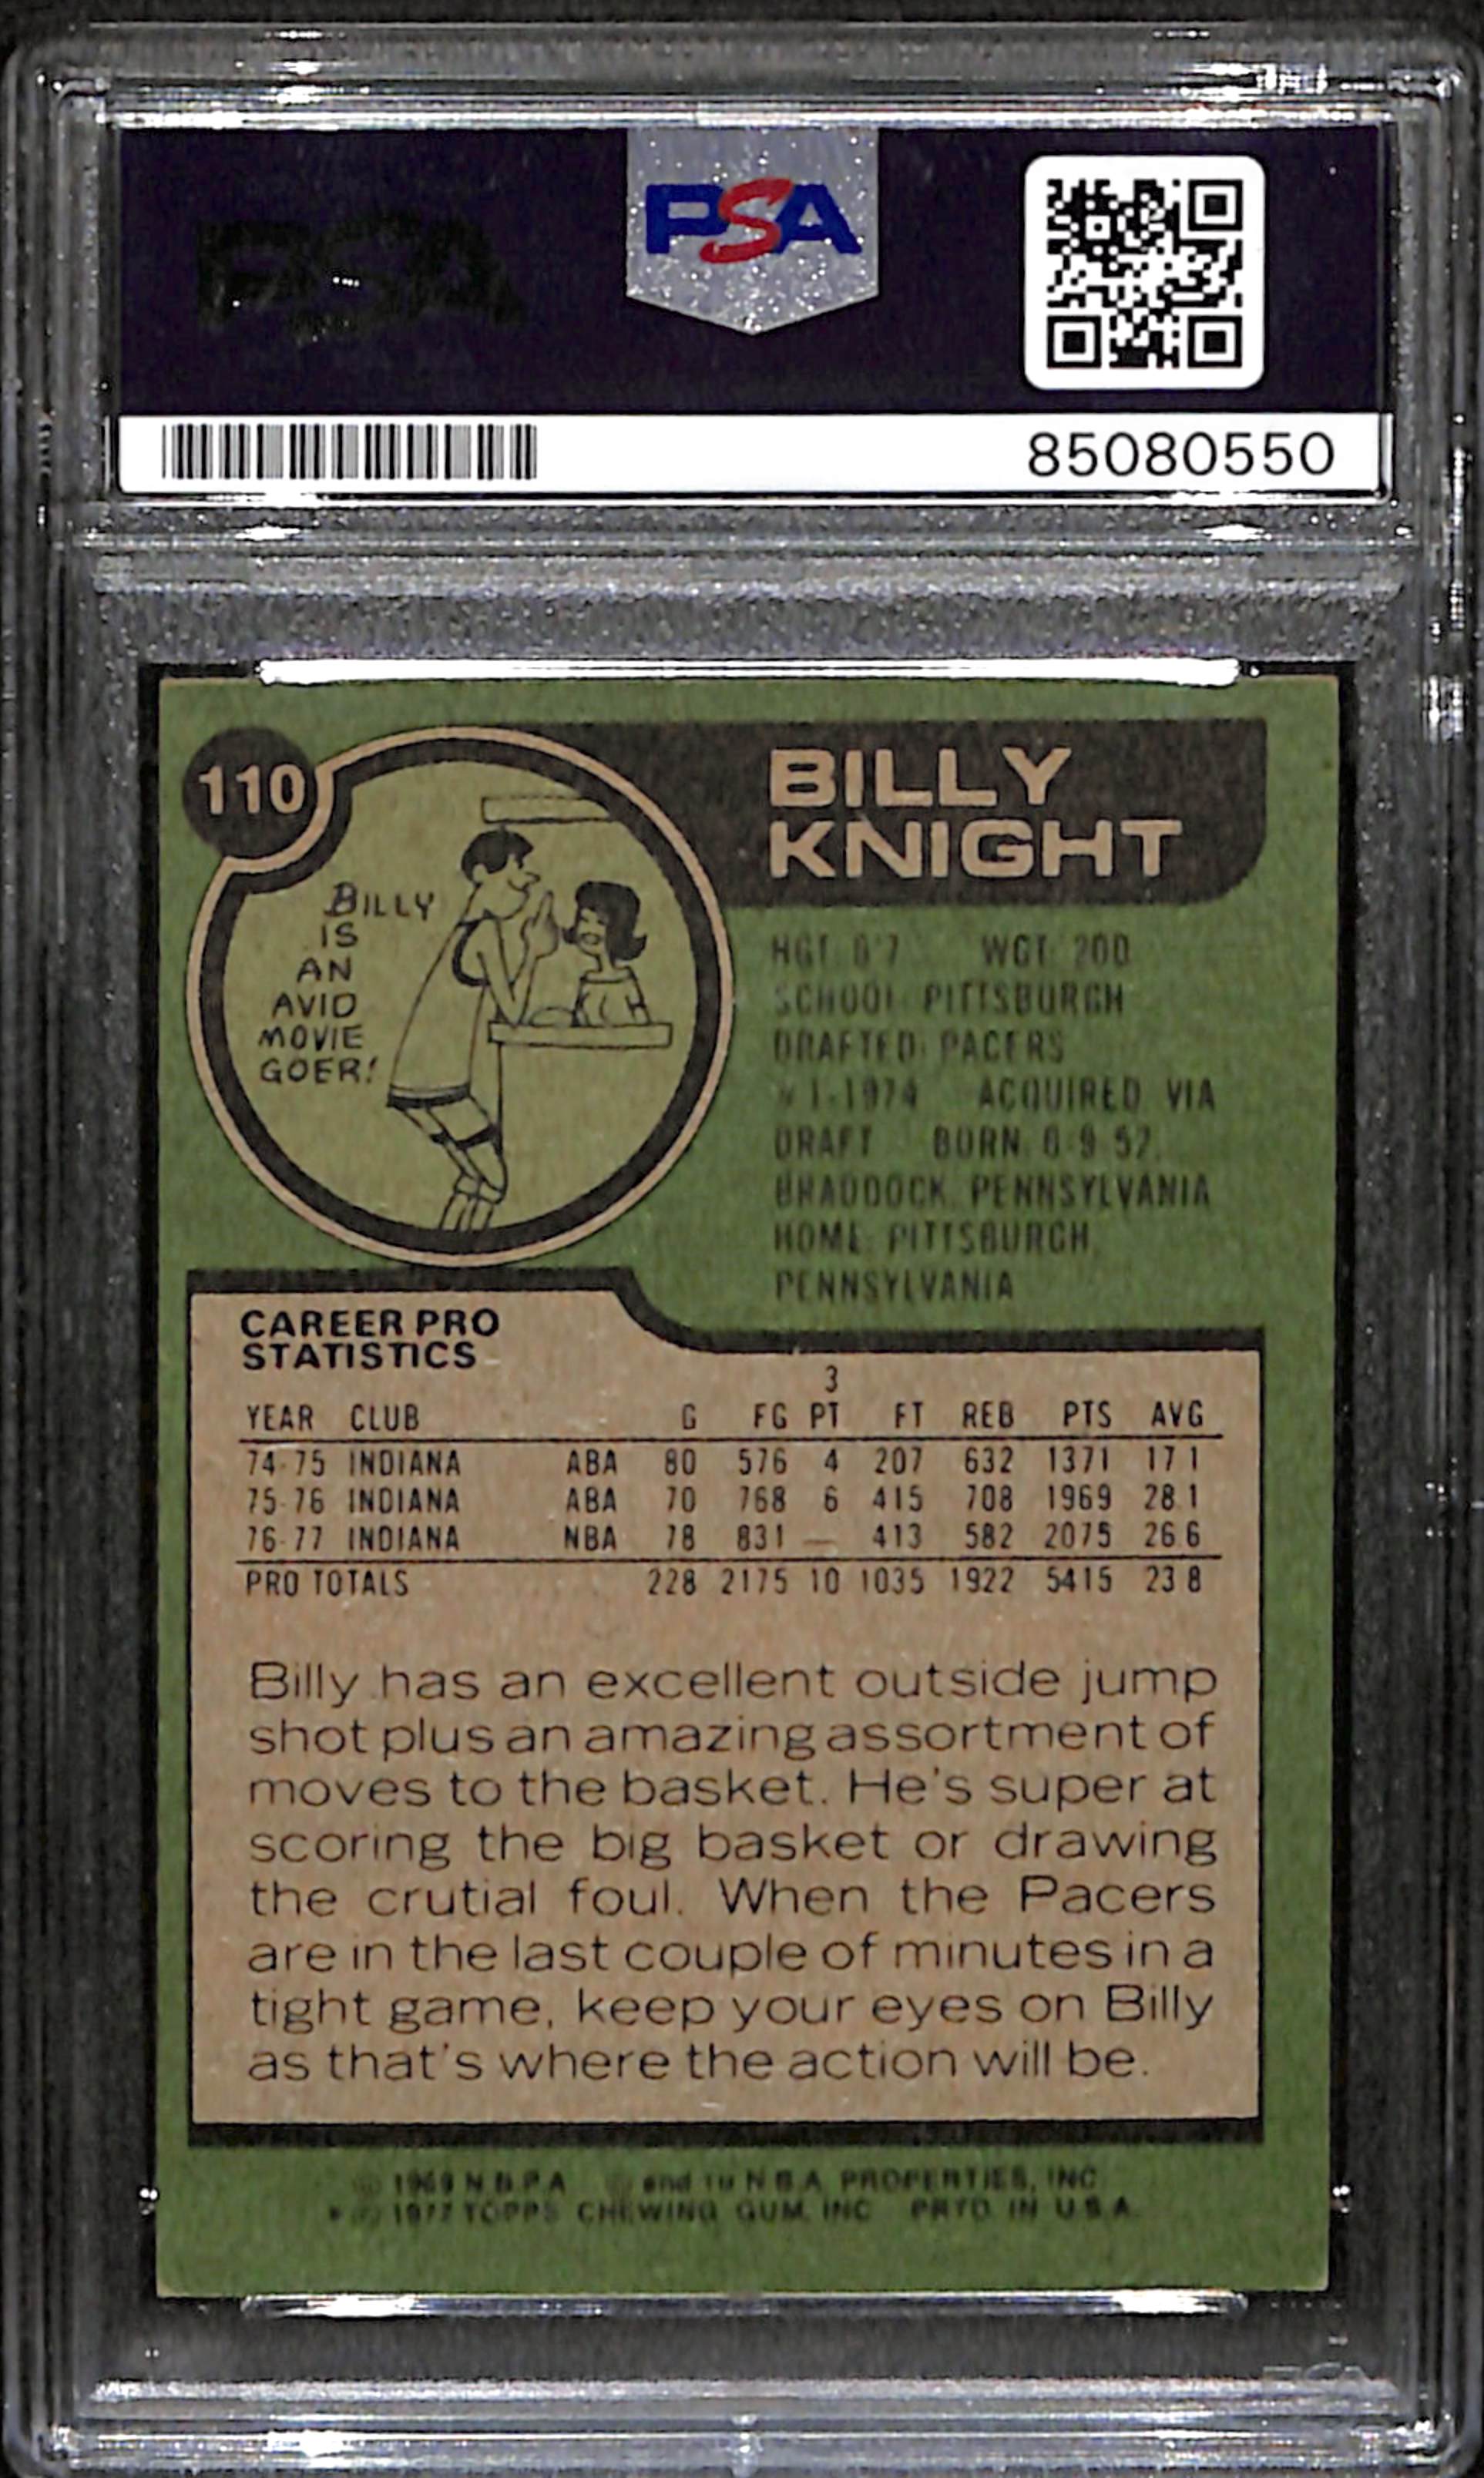 PSA
PSA
85080550
110
BILLY
KNIGHT
BILLY
IS
AN
AVID
MOVIE
GOER!
HGT: 6'7 WGT: 200
SCHOOL: PITTSBURGH
DRAFTED: PACERS
#1-1974 ACQUIRED VIA
DRAFT BORN: 6-9-52,
BRADDOCK, PENNSYLVANIA
HOME: PITTSBURGH,
PENNSYLVANIA
CAREER PRO
STATISTICS
3
YEAR CLUB G FG PT FT REB PTS AVG
74-75 INDIANA ABA 80 576 4 207 632 1371 17.1
75-76 INDIANA ABA 70 768 6 415 708 1969 28.1
76-77 INDIANA NBA 78 831 — 413 582 2075 26.6
PRO TOTALS 228 2175 10 1035 1922 5415 23.8
Billy has an excellent outside jump
shot plus an amazing assortment of
moves to the basket. He's super at
scoring the big basket or drawing
the crutial foul. When the Pacers
are in the last couple of minutes in a
tight game, keep your eyes on Billy
as that's where the action will be.
© 1969 N.B.P.A. © and TM N.B.A. PROPERTIES, INC.
* © 1977 TOPPS CHEWING GUM, INC. PRTD. IN U.S.A.
PSA